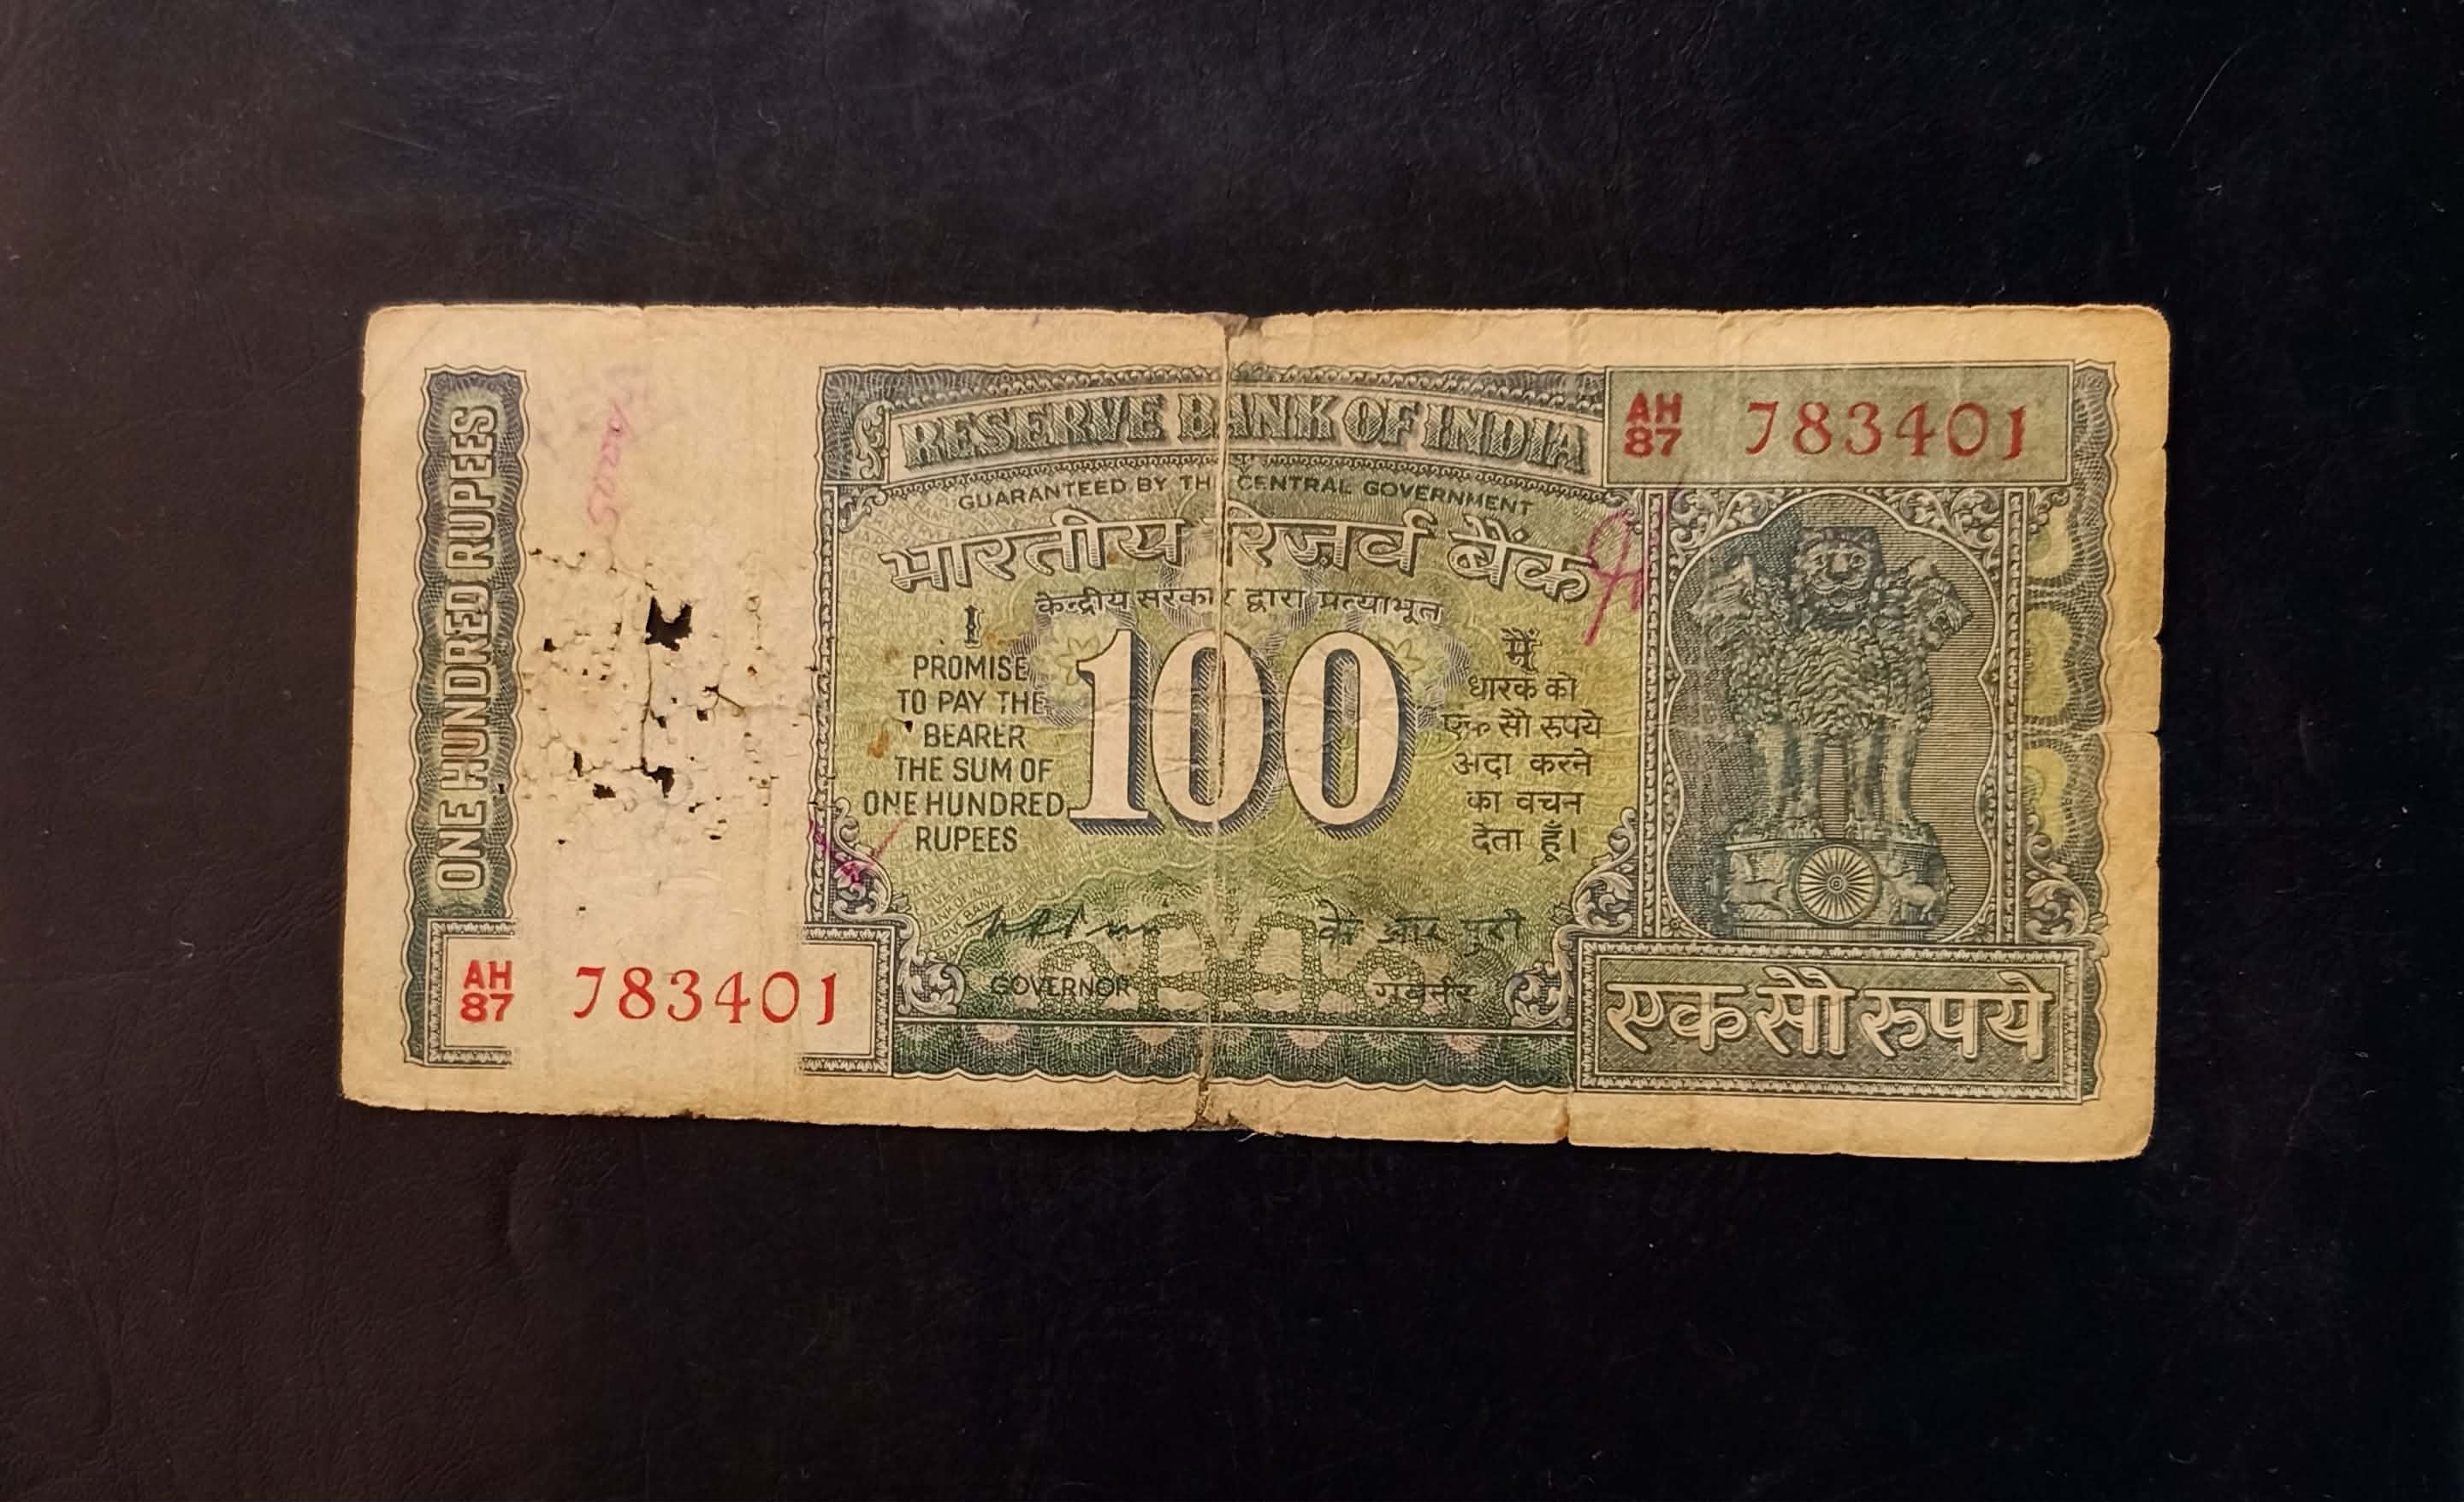 ONE HUNDRED RUPEES
RESERVE BANK OF INDIA
AH
87
783401
GUARANTEED BY THE CENTRAL GOVERNMENT
भारतीय रिज़र्व बैंक
केन्द्रीय सरकार द्वारा प्रत्याभूत
I
PROMISE
TO PAY THE
BEARER
THE SUM OF
ONE HUNDRED
RUPEES
100
मैं
धारक को
एक सौ रुपये
अदा करने
का वचन
देता हूँ।
के आर पुरी
GOVERNOR
गवर्नर
AH
87
783401
एक सौ रुपये